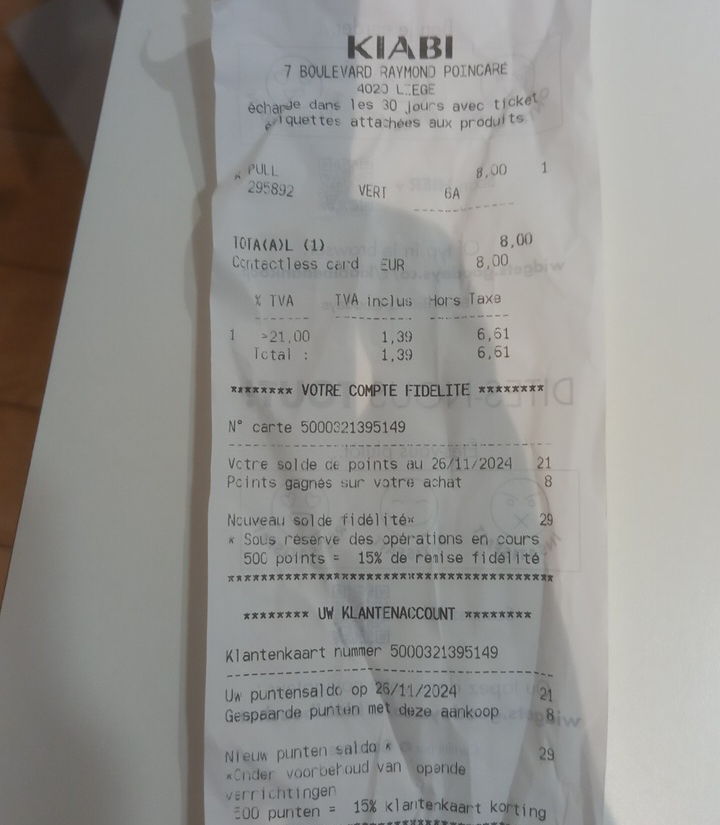 KIABI
7 BOULEVARD RAYMOND POINCARE
4020 LIEGE
échange dans les 30 jours avec ticket
étiquettes attachées aux produits
* PULL 8,00 1
295892 VERT 6A
TOTA(A)L (1) 8,00
Contactless card EUR 8,00
% TVA TVA inclus Hors Taxe
1 >21,00 1,39 6,61
Total : 1,39 6,61
******** VOTRE COMPTE FIDELITE ********
N° carte 5000321395149
Votre solde de points au 26/11/2024 21
Points gagnés sur votre achat 8
Nouveau solde fidélité* 29
* Sous réserve des opérations en cours
500 points = 15% de remise fidélité
****************************************
******** UW KLANTENACCOUNT ********
Klantenkaart nummer 5000321395149
Uw puntensaldo op 26/11/2024 21
Gespaarde punten met deze aankoop 8
Nieuw punten saldo * 29
*Onder voorbehoud van opende
verrichtingen
500 punten = 15% klantenkaart korting